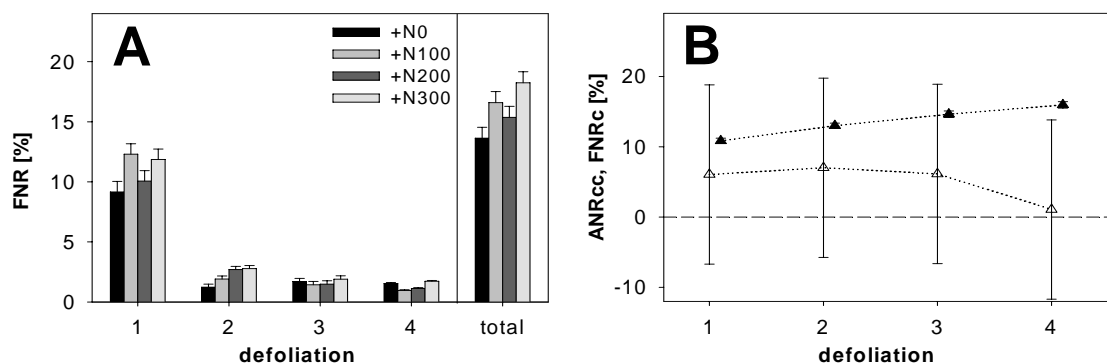 A
+N0
+N100
+N200
+N300
FNR [%]
20
15
10
5
0
1 2 3 4 total
defoliation
B
ANRcc, FNRc [%]
20
10
0
-10
1 2 3 4
defoliation